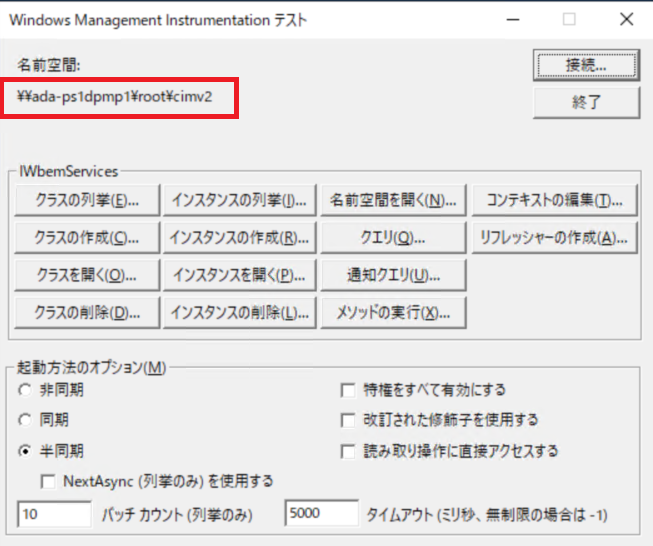 Windows Management Instrumentation テスト
名前空間:
接続...
¥¥ada-ps1dpmp1¥root¥cimv2
終了
IWbemServices
クラスの列挙(E)... インスタンスの列挙(I)... 名前空間を開く(N)... コンテキストの編集(T)...
クラスの作成(C)... インスタンスの作成(R)... クエリ(Q)... リフレッシャーの作成(A)...
クラスを開く(O)... インスタンスを開く(P)... 通知クエリ(U)...
クラスの削除(D)... インスタンスの削除(L)... メソッドの実行(X)...
起動方法のオプション(M)
非同期 特権をすべて有効にする
同期 改訂された修飾子を使用する
半同期 読み取り操作に直接アクセスする
NextAsync (列挙のみ) を使用する
10 バッチ カウント (列挙のみ) 5000 タイムアウト (ミリ秒、無制限の場合は -1)